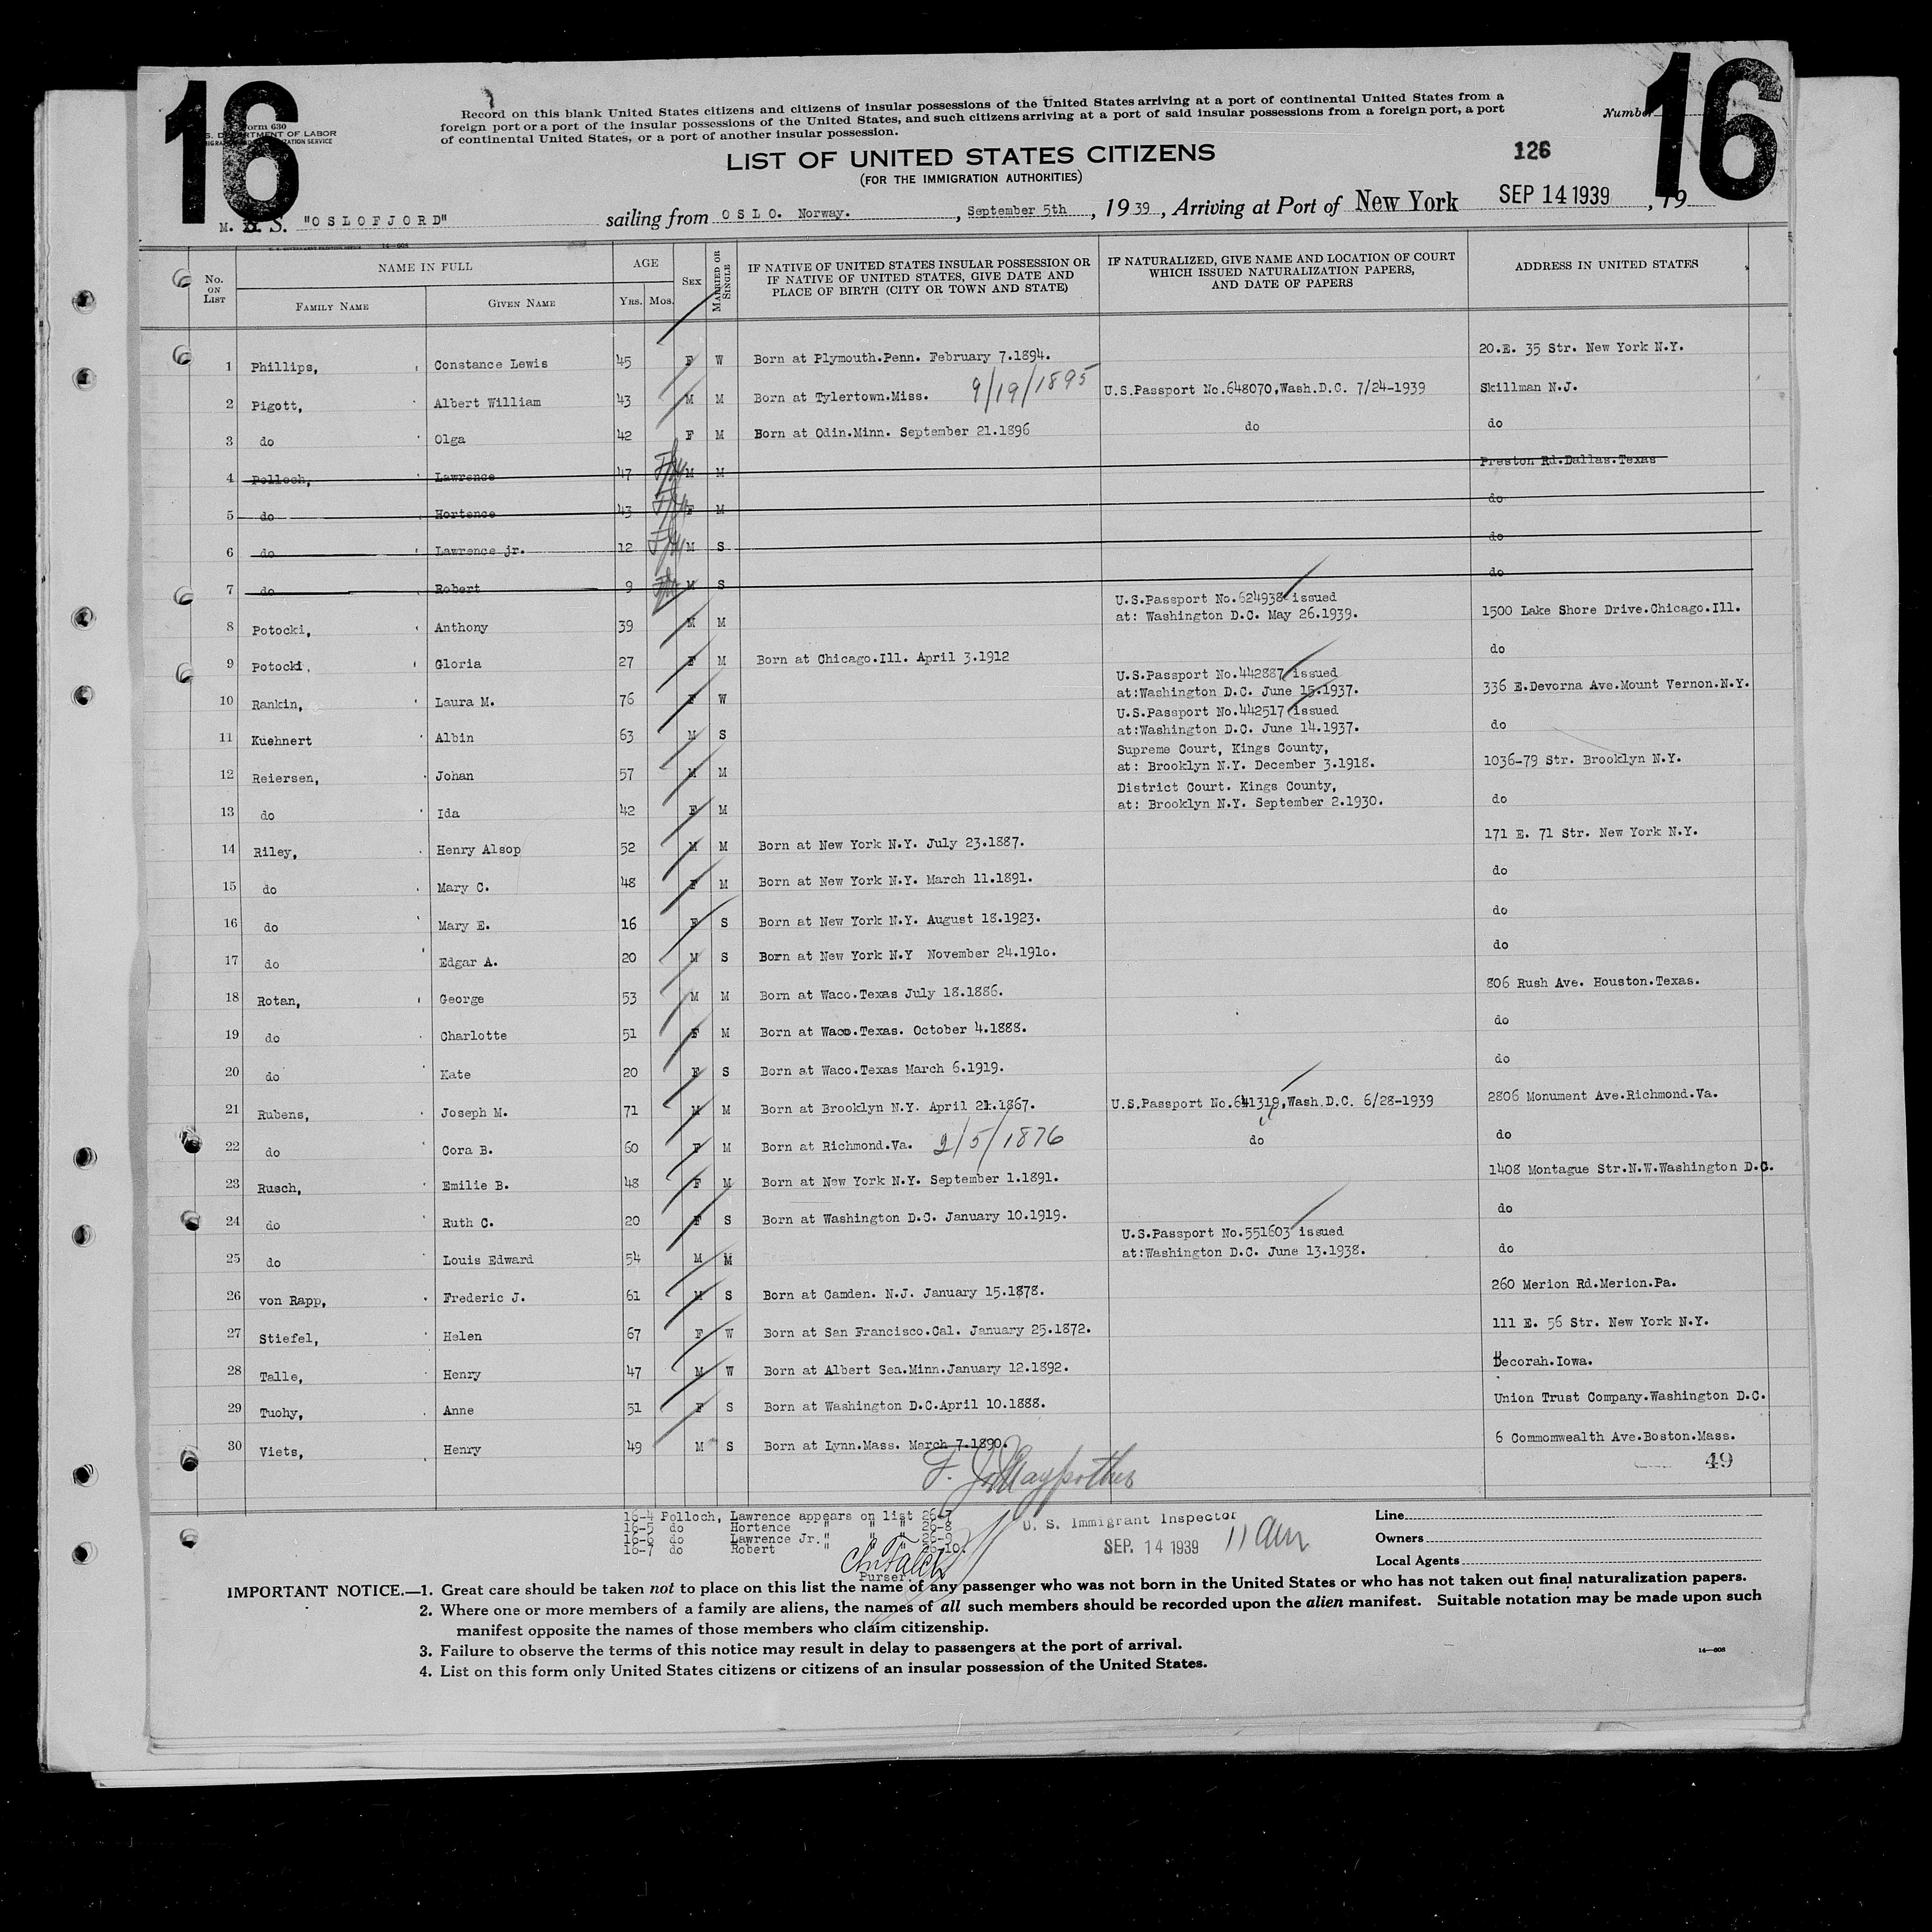 16 16
Form 630
U.S. DEPARTMENT OF LABOR
Record on this blank United States citizens and citizens of insular possessions of the United States arriving at a port of continental United States from a
foreign port or a port of the insular possessions of the United States, and such citizens arriving at a port of said insular possessions from a foreign port, a port
of continental United States, or a port of another insular possession.
Number
LIST OF UNITED STATES CITIZENS
(FOR THE IMMIGRATION AUTHORITIES)
126
M. S. "OSLOFJORD" sailing from OSLO. Norway. , September 5th , 1939 , Arriving at Port of New York SEP 14 1939 , 19
No. ON LIST NAME IN FULL FAMILY NAME GIVEN NAME AGE YRS. MOS. SEX MARRIED OR SINGLE IF NATIVE OF UNITED STATES INSULAR POSSESSION OR IF NATIVE OF UNITED STATES, GIVE DATE AND PLACE OF BIRTH (CITY OR TOWN AND STATE) IF NATURALIZED, GIVE NAME AND LOCATION OF COURT WHICH ISSUED NATURALIZATION PAPERS, AND DATE OF PAPERS ADDRESS IN UNITED STATES
1 Phillips, Constance Lewis 45 F W Born at Plymouth.Penn. February 7.1894. 20.E. 35 Str. New York N.Y.
2 Pigott, Albert William 43 M M Born at Tylertown.Miss. 9/19/1895 U.S.Passport No.648070,Wash.D.C. 7/24-1939 Skillman N.J.
3 do Olga 42 F M Born at Odin.Minn. September 21.1896 do do
4 Polloch, Lawrence 47 M M Preston Rd.Dallas.Texas
5 do Hortence 43 F M do
6 do Lawrence jr. 12 M S do
7 do Robert 9 M S do
8 Potocki, Anthony 39 M M U.S.Passport No.624938 issued at: Washington D.C. May 26.1939. 1500 Lake Shore Drive.Chicago.Ill.
9 Potocki, Gloria 27 F M Born at Chicago.Ill. April 3.1912 do
10 Rankin, Laura M. 76 F W U.S.Passport No.442887 issued at:Washington D.C. June 15.1937. 336 E.Devorna Ave.Mount Vernon.N.Y.
11 Kuehnert Albin 63 M S U.S.Passport No.442517 issued at:Washington D.C. June 14.1937. do
12 Reiersen, Johan 57 M M Supreme Court, Kings County, at: Brooklyn N.Y. December 3.1918. 1036-79 Str. Brooklyn N.Y.
13 do Ida 42 F M District Court. Kings County, at: Brooklyn N.Y. September 2.1930. do
14 Riley, Henry Alsop 52 M M Born at New York N.Y. July 23.1887. 171 E. 71 Str. New York N.Y.
15 do Mary C. 48 F M Born at New York N.Y. March 11.1891. do
16 do Mary E. 16 F S Born at New York N.Y. August 18.1923. do
17 do Edgar A. 20 M S Born at New York N.Y November 24.1910. do
18 Rotan, George 53 M M Born at Waco.Texas July 18.1886. 806 Rush Ave. Houston.Texas.
19 do Charlotte 51 F M Born at Waco.Texas. October 4.1888. do
20 do Kate 20 F S Born at Waco.Texas March 6.1919. do
21 Rubens, Joseph M. 71 M M Born at Brooklyn N.Y. April 21.1867. U.S.Passport No.641319,Wash.D.C. 6/28-1939 2806 Monument Ave.Richmond.Va.
22 do Cora B. 60 F M Born at Richmond.Va. 2/5/1876 do do
23 Rusch, Emilie B. 48 F M Born at New York N.Y. September 1.1891. 1408 Montague Str.N.W.Washington D.C.
24 do Ruth C. 20 F S Born at Washington D.C. January 10.1919. do
25 do Louis Edward 54 M M U.S.Passport No.551603 issued at:Washington D.C. June 13.1938. do
26 von Rapp, Frederic J. 61 M S Born at Camden. N.J. January 15.1878. 260 Merion Rd.Merion.Pa.
27 Stiefel, Helen 67 F W Born at San Francisco.Cal. January 25.1872. 111 E. 56 Str. New York N.Y.
28 Talle, Henry 47 M W Born at Albert Sea.Minn.January 12.1892. Decorah.Iowa.
29 Tuohy, Anne 51 F S Born at Washington D.C.April 10.1888. Union Trust Company.Washington D.C.
30 Viets, Henry 49 M S Born at Lynn.Mass. March 7.1890. 6 Commomwealth Ave.Boston.Mass.
49
16-4 Polloch, Lawrence appears on list 26-7
16-5 do Hortence " " " 26-8
16-6 do Lawrence Jr." " " 26-9
16-7 do Robert " " " 26-10.
Purser.
U. S. Immigrant Inspector
SEP. 14 1939 11 am
Line
Owners
Local Agents
IMPORTANT NOTICE.—1. Great care should be taken not to place on this list the name of any passenger who was not born in the United States or who has not taken out final naturalization papers.
2. Where one or more members of a family are aliens, the names of all such members should be recorded upon the alien manifest. Suitable notation may be made upon such
manifest opposite the names of those members who claim citizenship.
3. Failure to observe the terms of this notice may result in delay to passengers at the port of arrival.
4. List on this form only United States citizens or citizens of an insular possession of the United States.
14—608